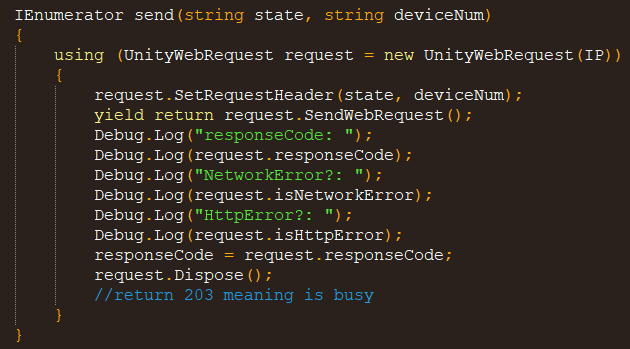 IEnumerator send(string state, string deviceNum)
{
    using (UnityWebRequest request = new UnityWebRequest(IP))
    {
        request.SetRequestHeader(state, deviceNum);
        yield return request.SendWebRequest();
        Debug.Log("responseCode: ");
        Debug.Log(request.responseCode);
        Debug.Log("NetworkError?: ");
        Debug.Log(request.isNetworkError);
        Debug.Log("HttpError?: ");
        Debug.Log(request.isHttpError);
        responseCode = request.responseCode;
        request.Dispose();
        //return 203 meaning is busy
    }
}